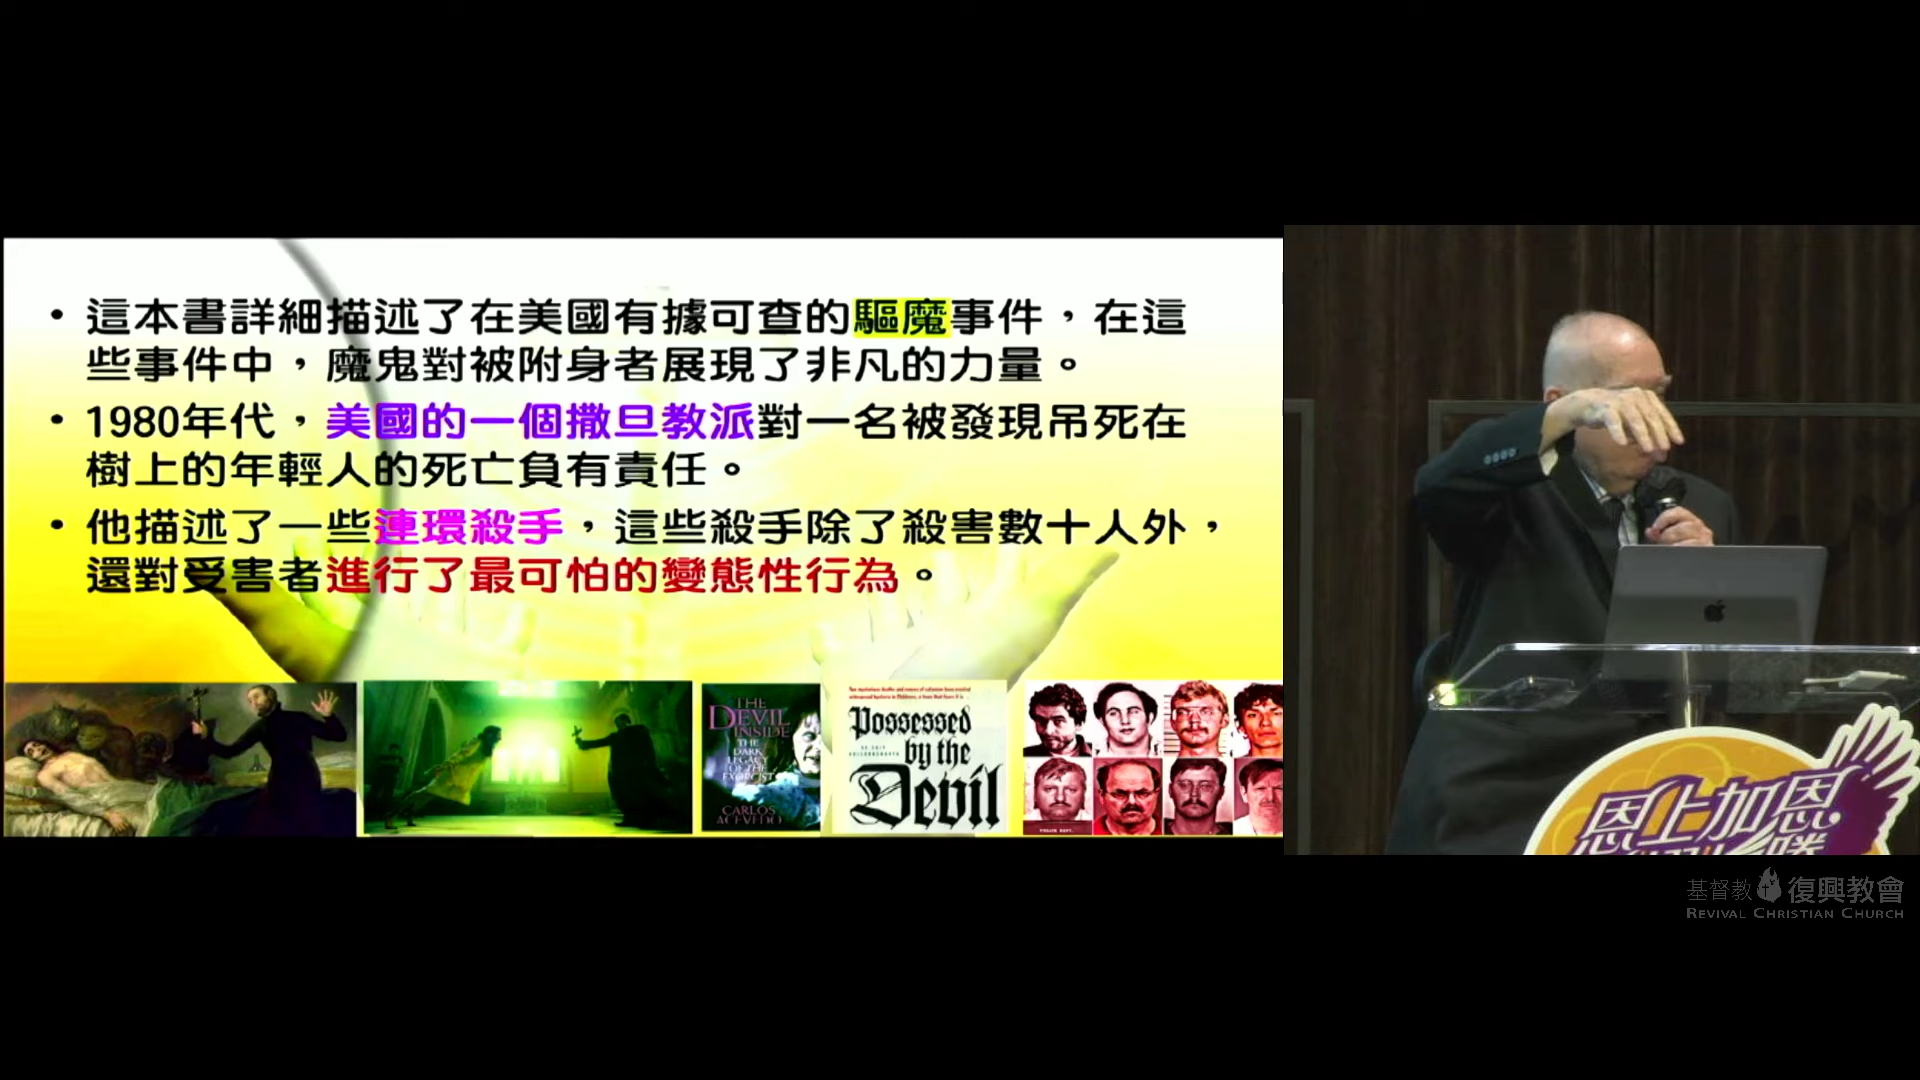 • 這本書詳細描述了在美國有據可查的驅魔事件，在這
些事件中，魔鬼對被附身者展現了非凡的力量。
• 1980年代，美國的一個撒旦教派對一名被發現吊死在
樹上的年輕人的死亡負有責任。
• 他描述了一些連環殺手，這些殺手除了殺害數十人外，
還對受害者進行了最可怕的變態性行為。
THE
DEVIL
INSIDE
THE
DARK
LEGACY
OF THE
EXORCIST
CARLOS
ACEVEDO
Possessed
by the
Devil
恩上加恩
基督教 復興教會
REVIVAL CHRISTIAN CHURCH